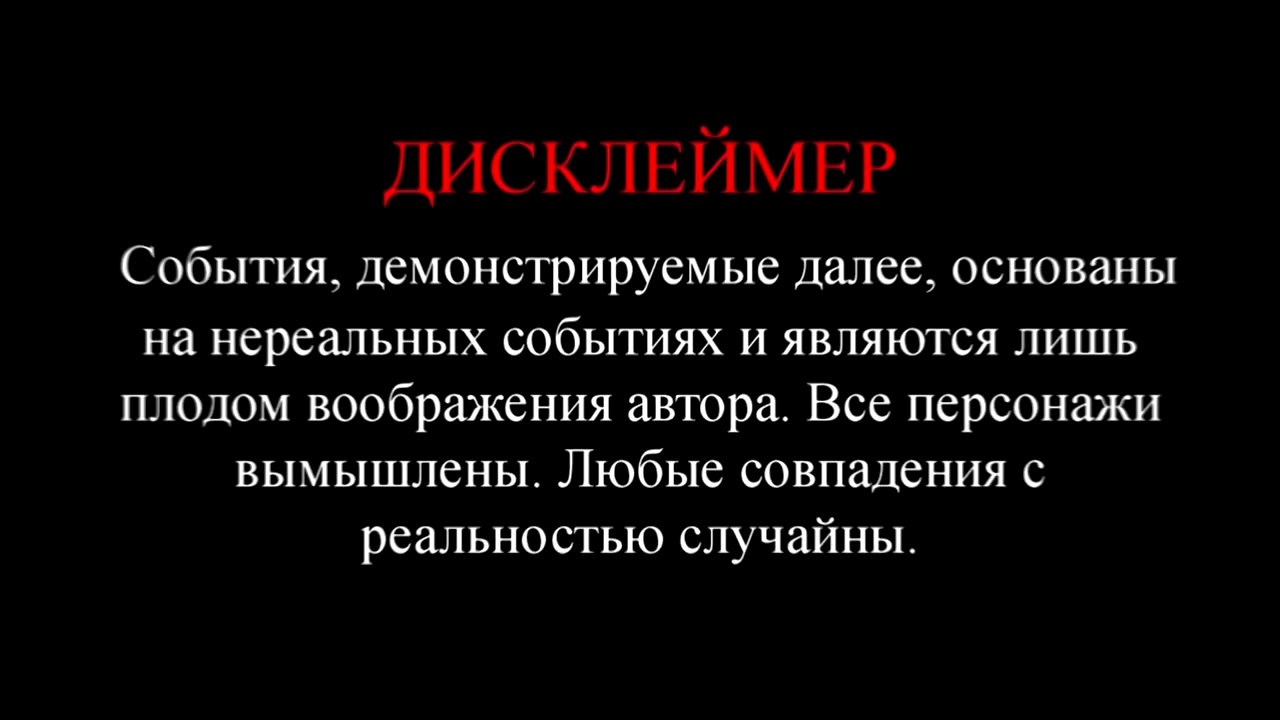 ДИСКЛЕЙМЕР
События, демонстрируемые далее, основаны
на нереальных событиях и являются лишь
плодом воображения автора. Все персонажи
вымышлены. Любые совпадения с
реальностью случайны.